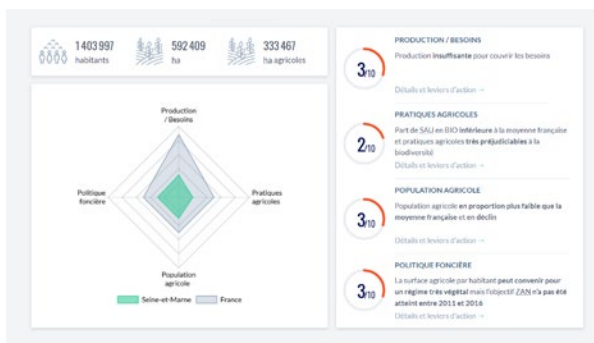 1 403 997
habitants
592 409
ha
333 467
ha agricoles
Production
/ Besoins
Politique
foncière
Pratiques
agricoles
Population
agricole
Seine-et-Marne
France
PRODUCTION / BESOINS
3/10
Production insuffisante pour couvrir les besoins
Détails et leviers d'action →
PRATIQUES AGRICOLES
2/10
Part de SAU en BIO inférieure à la moyenne française
et pratiques agricoles très préjudiciables à la
biodiversité
Détails et leviers d'action →
POPULATION AGRICOLE
3/10
Population agricole en proportion plus faible que la
moyenne française et en déclin
Détails et leviers d'action →
POLITIQUE FONCIÈRE
3/10
La surface agricole par habitant peut convenir pour
un régime très végétal mais l'objectif ZAN n'a pas été
atteint entre 2011 et 2016
Détails et leviers d'action →